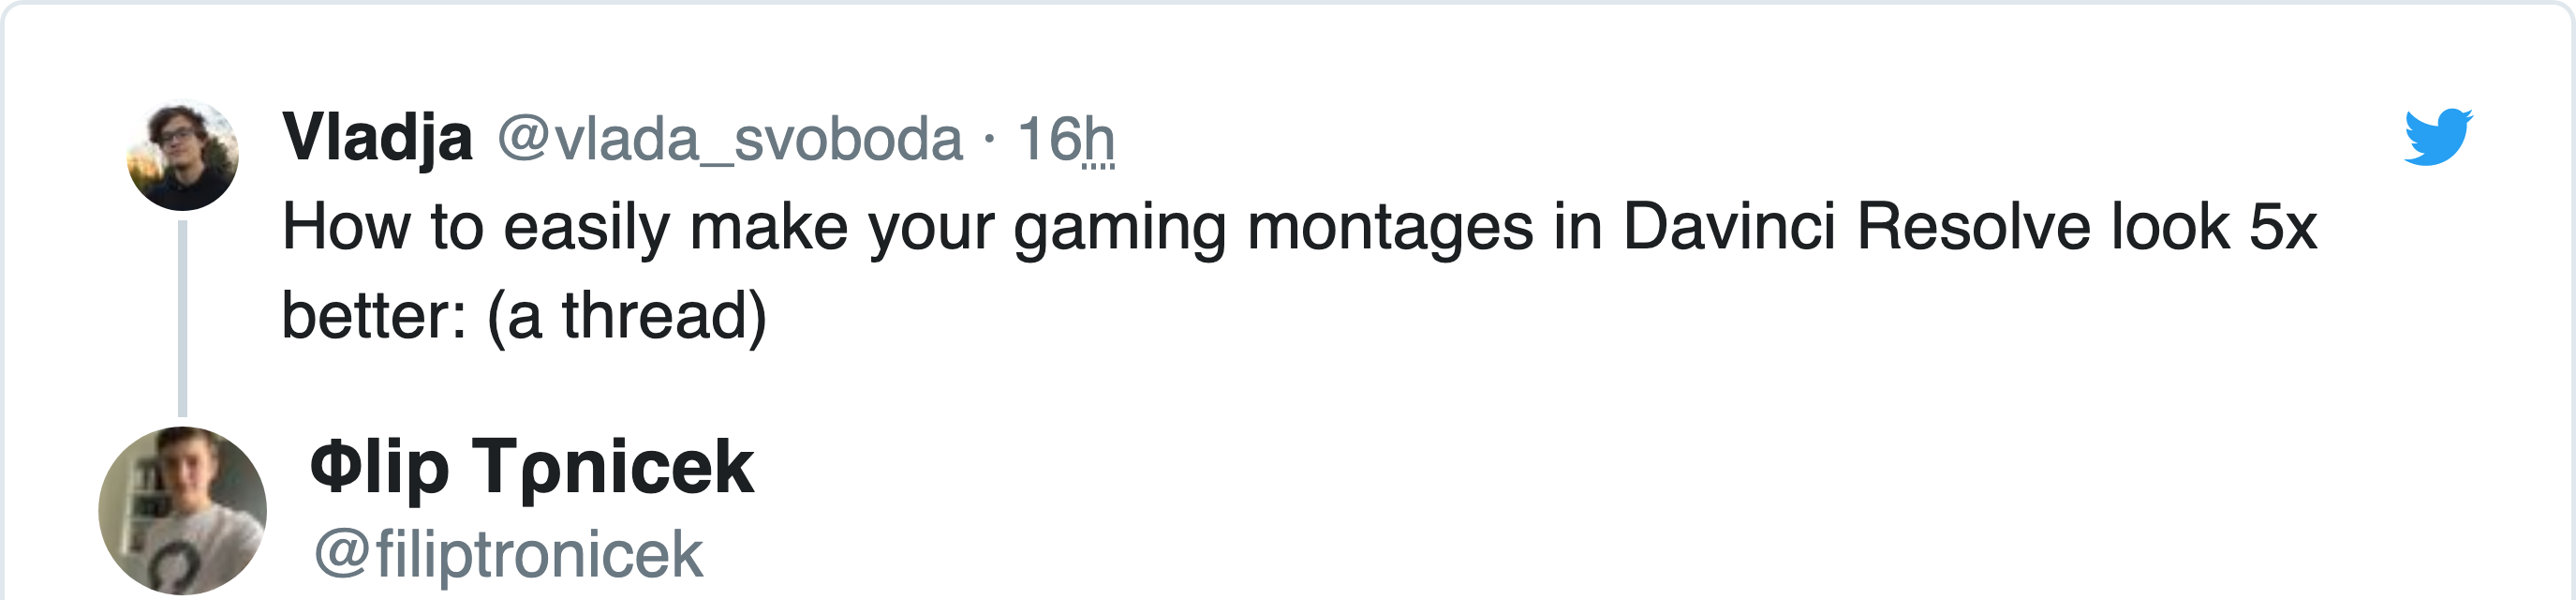 Vladja @vlada_svoboda · 16h
How to easily make your gaming montages in Davinci Resolve look 5x
better: (a thread)
Φlip Tρnicek
@filiptronicek